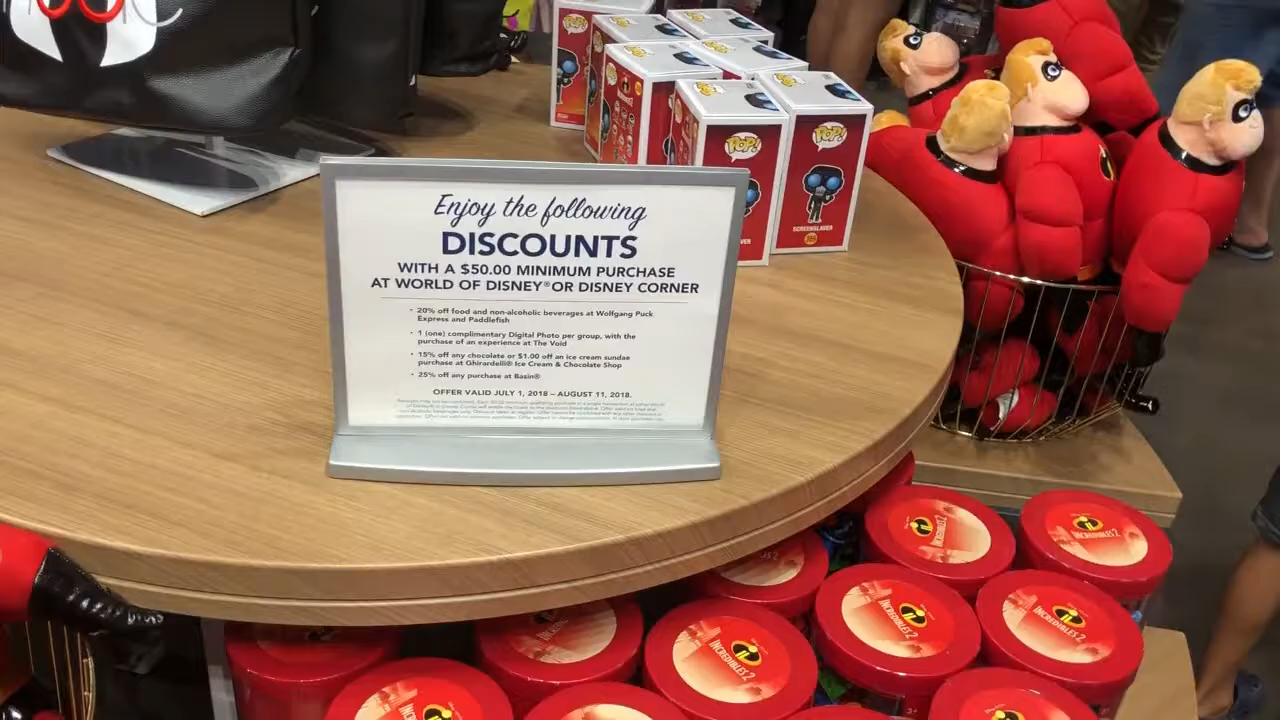 POP!
POP!
POP!
SCREENSLAVER
Enjoy the following
DISCOUNTS
WITH A $50.00 MINIMUM PURCHASE
AT WORLD OF DISNEY® OR DISNEY CORNER
• 20% off food and non-alcoholic beverages at Wolfgang Puck
Express and Paddlefish
• 1 (one) complimentary Digital Photo per group, with the
purchase of an experience at The Void
• 15% off any chocolate or $1.00 off an ice cream sundae
purchase at Ghirardelli® Ice Cream & Chocolate Shop
• 25% off any purchase at Basin®
OFFER VALID JULY 1, 2018 – AUGUST 11, 2018.
INCREDIBLES 2
INCREDIBLES 2
INCREDIBLES 2
INCREDIBLES 2
INCREDIBLES 2